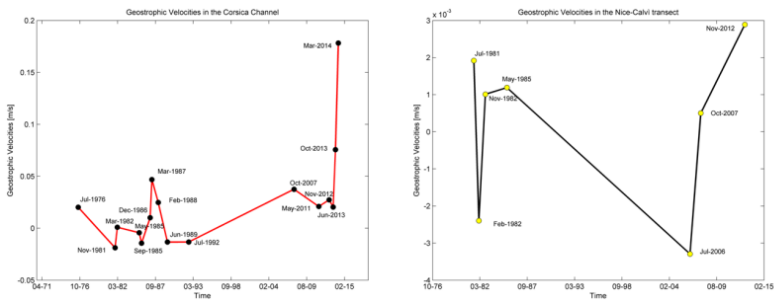 Geostrophic Velocities in the Corsica Channel
0.2
0.15
0.1
0.05
0
-0.05
Geostrophic Velocities [m/s]
Mar-2014
Oct-2013
Mar-1987
Jul-1976
Oct-2007
Feb-1988
Nov-2012
Dec-1986
May-2011
Mar-1982
May-1985
Jun-2013
Jun-1989
Nov-1981
Sep-1985
Jul-1992
04-71 10-76 03-82 09-87 03-93 09-98 02-04 08-09 02-15
Time
Geostrophic Velocities in the Nice-Calvi transect
x 10⁻³
3
2
1
0
-1
-2
-3
-4
Geostrophic Velocities [m/s]
Nov-2012
Jul-1981
May-1985
Nov-1982
Oct-2007
Feb-1982
Jul-2006
10-76 03-82 09-87 03-93 09-98 02-04 08-09 02-15
Time